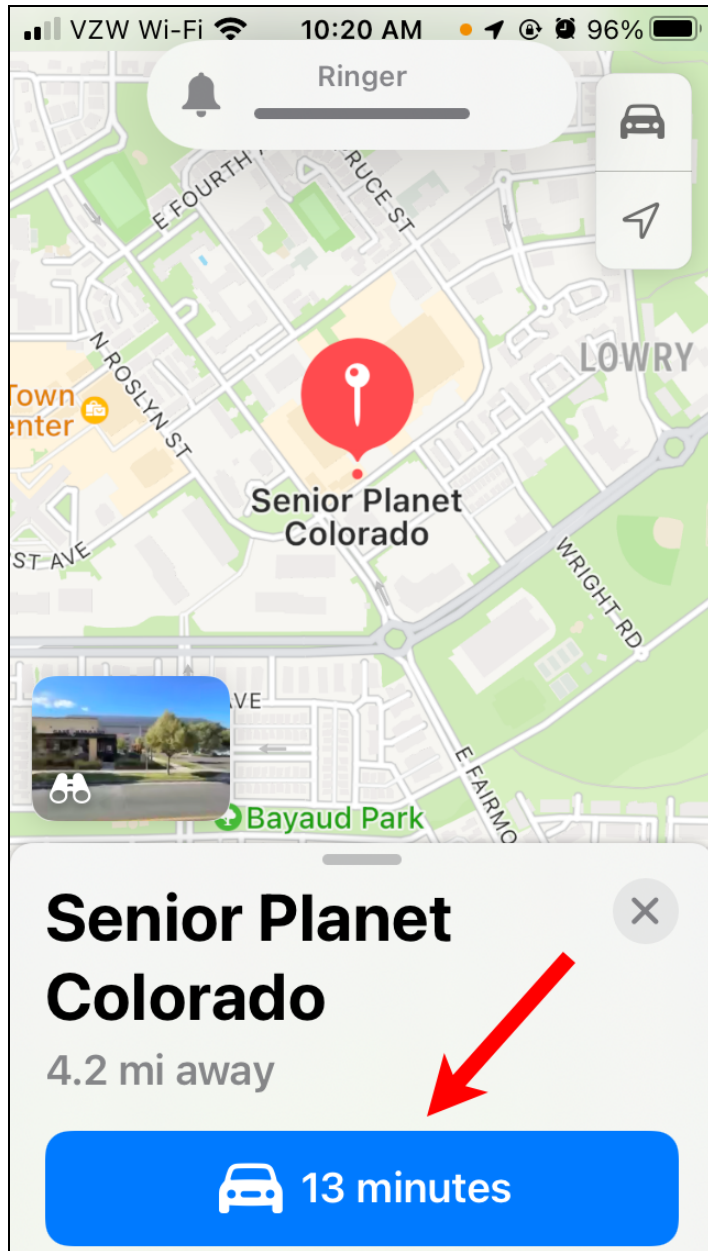 VZW Wi-Fi 10:20 AM 96%
Ringer
E FOURTH
RUCE ST
N ROSLYN ST
LOWRY
Town
enter
Senior Planet
Colorado
ST AVE
WRIGHT RD
AVE
E FAIRMO
Bayaud Park
Senior Planet
Colorado
4.2 mi away
13 minutes